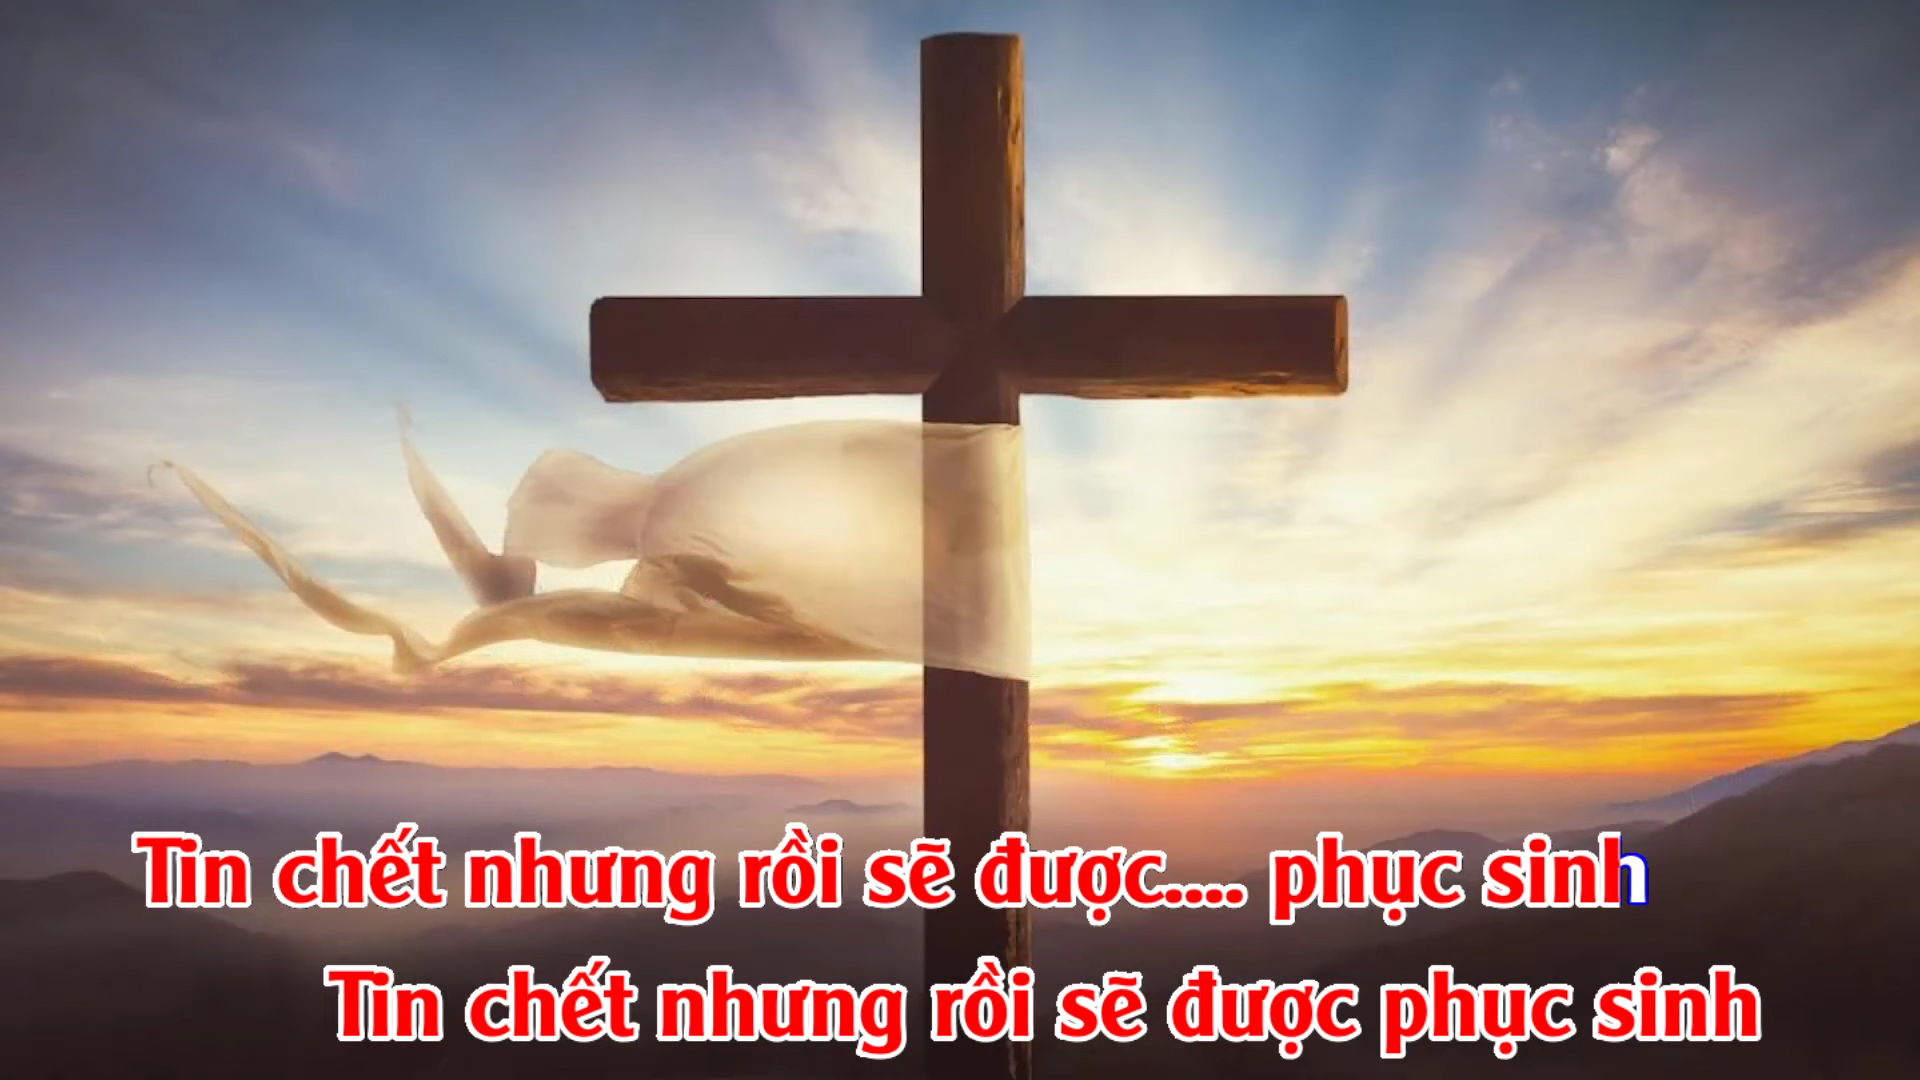 Tin chết nhưng rồi sẽ được.... phục sinh
Tin chết nhưng rồi sẽ được phục sinh